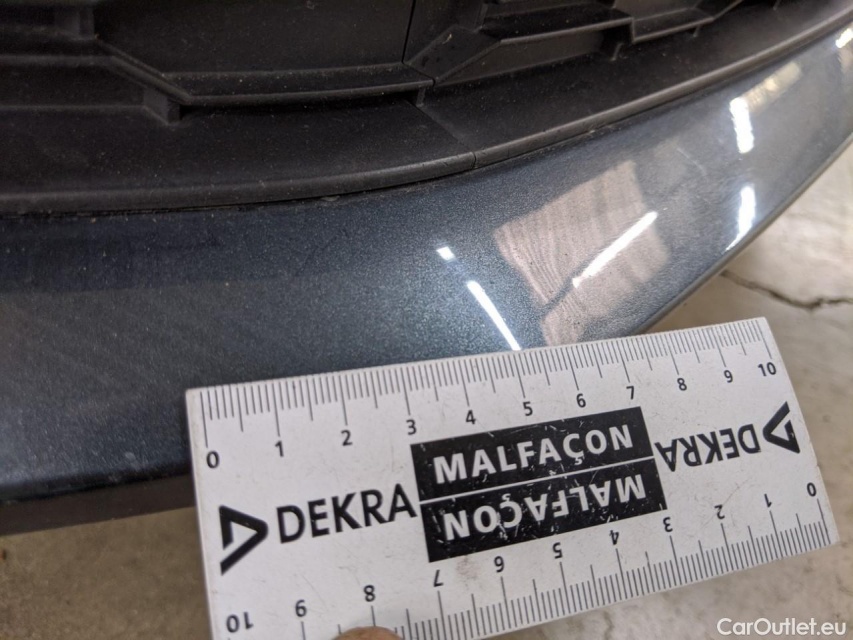 0 1 2 3 4 5 6 7 8 9 10
DEKRA MALFAÇON DEKRA
MALFAÇON
10 9 8 7 6 5 4 3 2 1 0
CarOutlet.eu